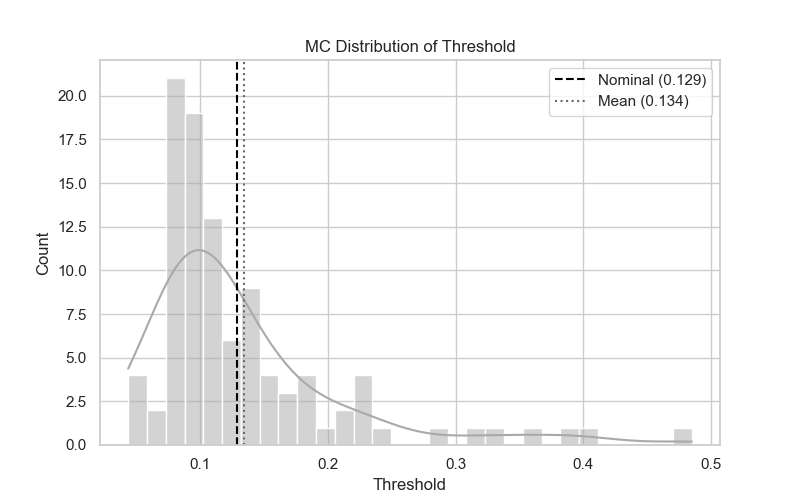 MC Distribution of Threshold
Nominal (0.129)
Mean (0.134)
Count
20.0
17.5
15.0
12.5
10.0
7.5
5.0
2.5
0.0
0.1 0.2 0.3 0.4 0.5
Threshold